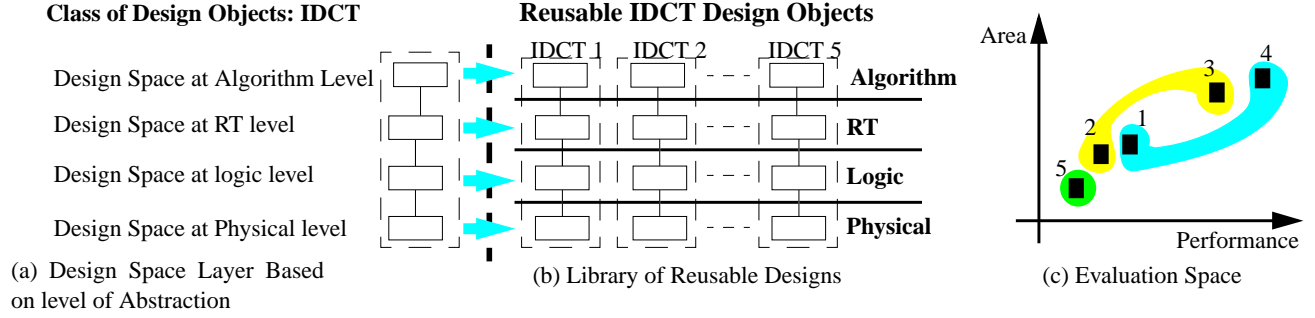 Class of Design Objects: IDCT
Design Space at Algorithm Level
Design Space at RT level
Design Space at logic level
Design Space at Physical level
(a) Design Space Layer Based
on level of Abstraction
Reusable IDCT Design Objects
IDCT 1 IDCT 2 IDCT 5
Algorithm
RT
Logic
Physical
(b) Library of Reusable Designs
Area
4
3
1
2
5
Performance
(c) Evaluation Space